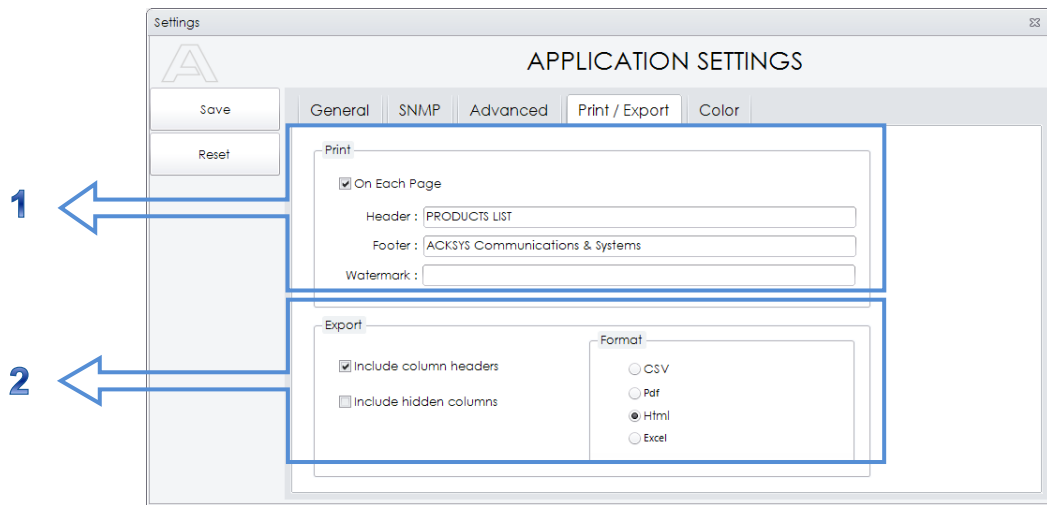 Settings
APPLICATION SETTINGS
Save
Reset
General SNMP Advanced Print / Export Color
1
Print
On Each Page
Header : PRODUCTS LIST
Footer : ACKSYS Communications & Systems
Watermark :
2
Export
Include column headers
Include hidden columns
Format
CSV
Pdf
Html
Excel